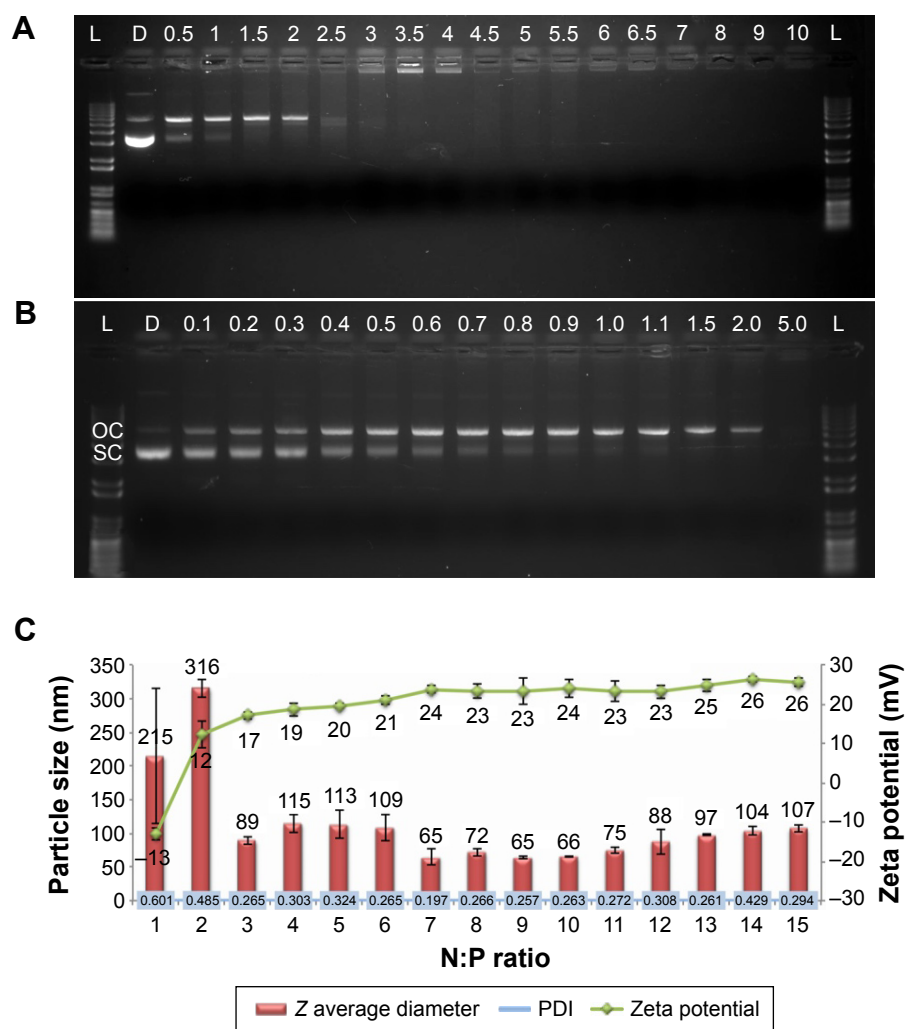 A
L D 0.5 1 1.5 2 2.5 3 3.5 4 4.5 5 5.5 6 6.5 7 8 9 10 L
B
L D 0.1 0.2 0.3 0.4 0.5 0.6 0.7 0.8 0.9 1.0 1.1 1.5 2.0 5.0 L
OC
SC
C
Particle size (nm)
350
300
250
200
150
100
50
0
215 316 89 115 113 109 65 72 65 66 75 88 97 104 107
–13 12 17 19 20 21 24 23 23 24 23 23 25 26 26
0.601 0.485 0.265 0.303 0.324 0.265 0.197 0.266 0.257 0.263 0.272 0.308 0.261 0.429 0.294
1 2 3 4 5 6 7 8 9 10 11 12 13 14 15
N:P ratio
30
20
10
0
–10
–20
–30
Zeta potential (mV)
Z average diameter PDI Zeta potential